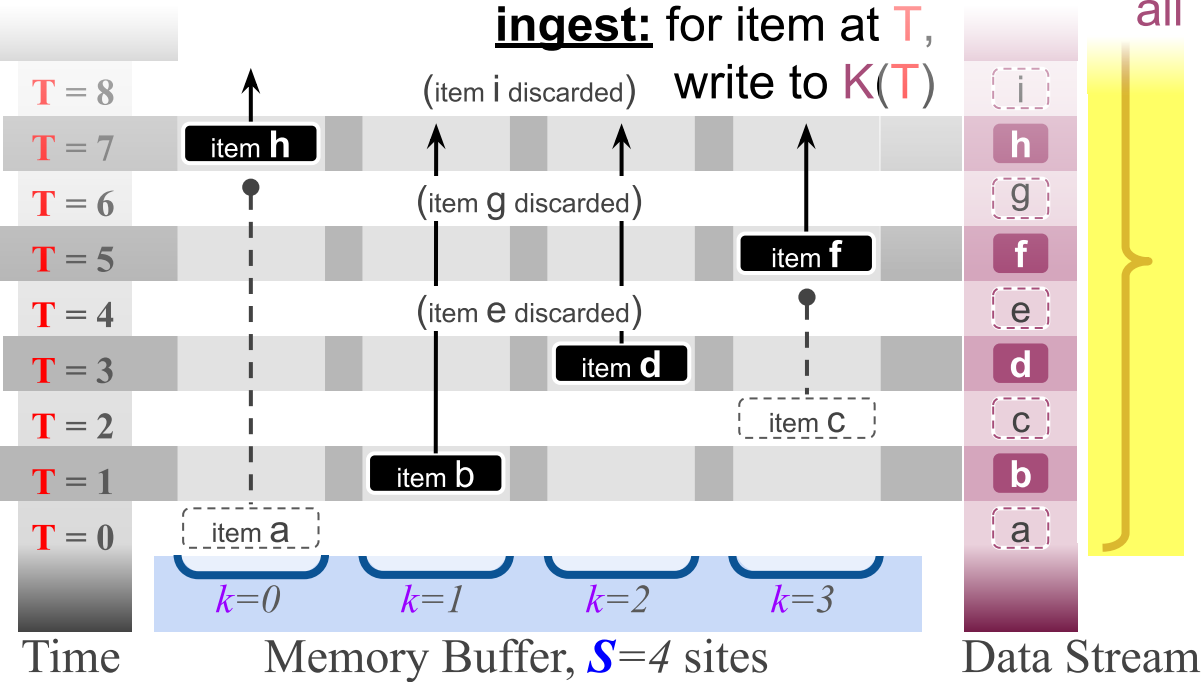 all
ingest: for item at T,
write to K(T)
T = 8
(item i discarded)
i
T = 7
item h
h
T = 6
(item g discarded)
g
T = 5
item f
f
T = 4
(item e discarded)
e
T = 3
item d
d
T = 2
item c
c
T = 1
item b
b
T = 0
item a
a
k=0
k=1
k=2
k=3
Time
Memory Buffer, S=4 sites
Data Stream